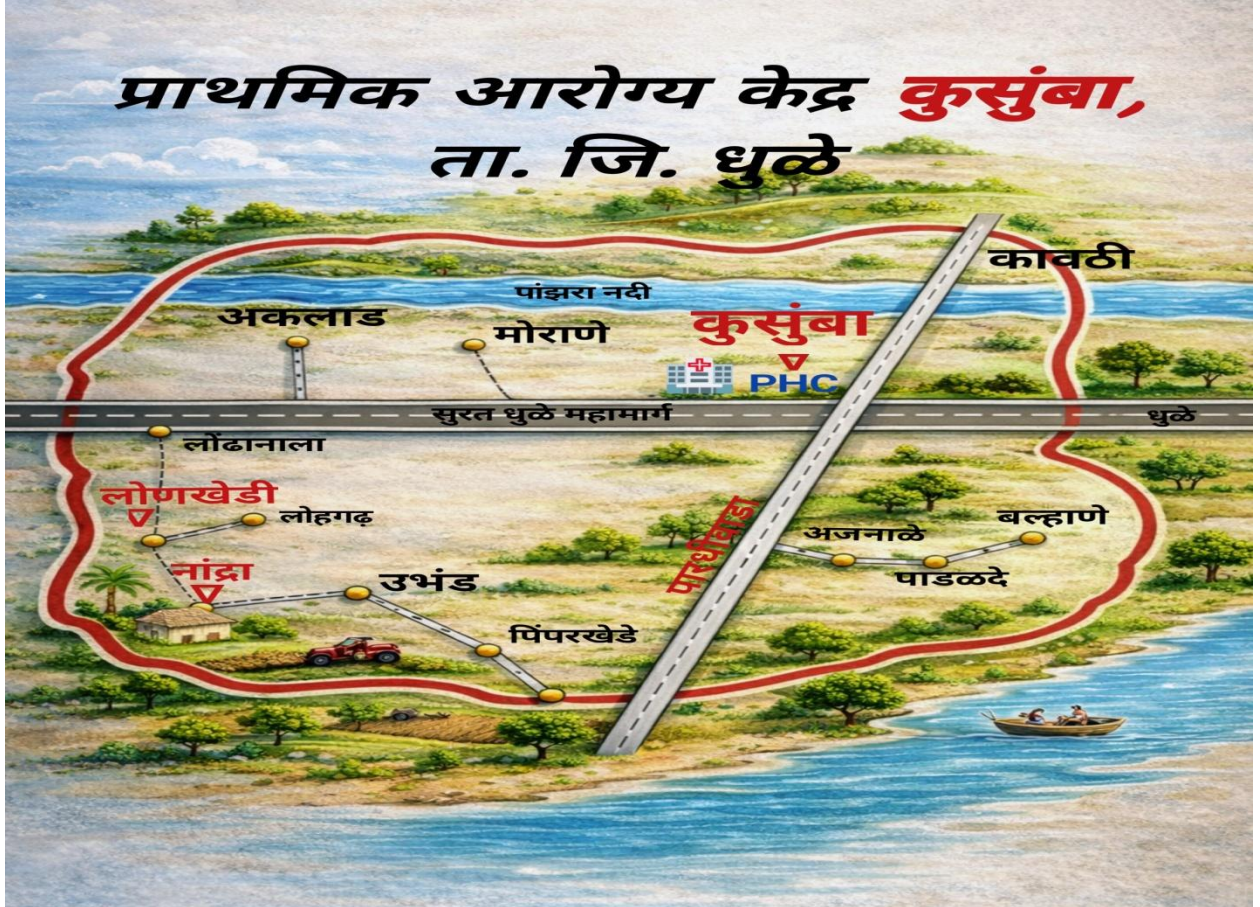 प्राथमिक आरोग्य केद्र कुसुंबा,
ता. जि. धुळे
कावठी
पांझरा नदी
अकलाड
मोराणे
कुसुंबा
PHC
सुरत धुळे महामार्ग
धुळे
लोंढानाला
लोणखेडी
लोहगढ़
पारधीवाडा
अजनाळे
बल्हाणे
पाडळदे
नांद्रा
उभंड
पिंपरखेडे